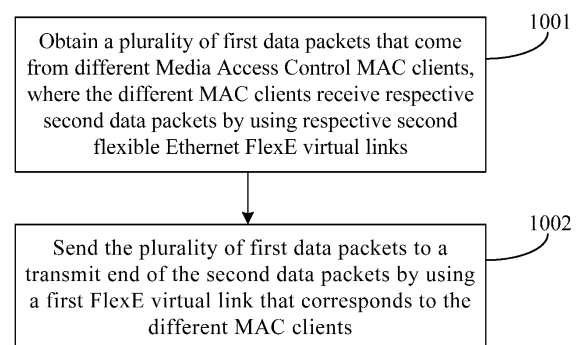 1001
Obtain a plurality of first data packets that come
from different Media Access Control MAC clients,
where the different MAC clients receive respective
second data packets by using respective second
flexible Ethernet FlexE virtual links
1002
Send the plurality of first data packets to a
transmit end of the second data packets by using
a first FlexE virtual link that corresponds to the
different MAC clients